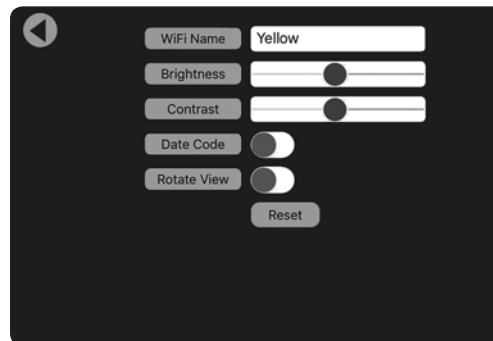 WiFi Name Yellow
Brightness
Contrast
Date Code
Rotate View
Reset